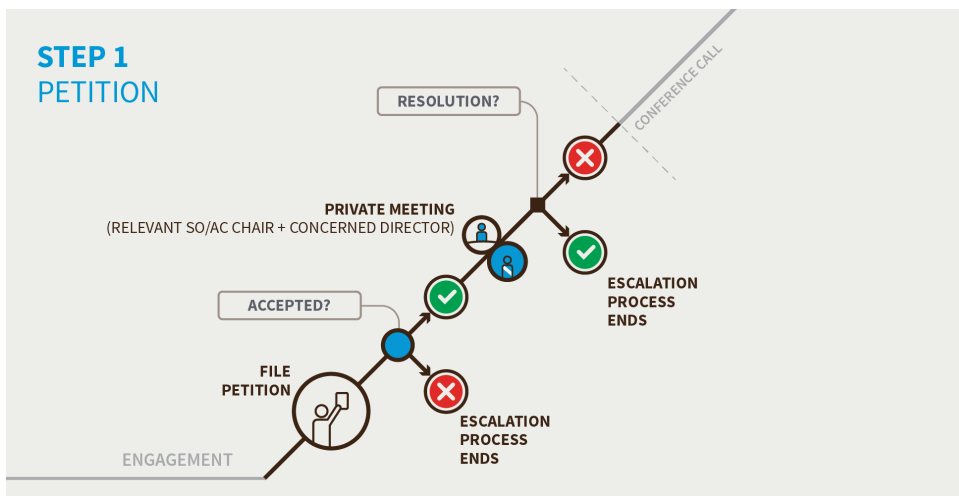 STEP 1
PETITION
CONFERENCE CALL
RESOLUTION?
PRIVATE MEETING
(RELEVANT SO/AC CHAIR + CONCERNED DIRECTOR)
ESCALATION
PROCESS
ENDS
ACCEPTED?
FILE
PETITION
ESCALATION
PROCESS
ENDS
ENGAGEMENT